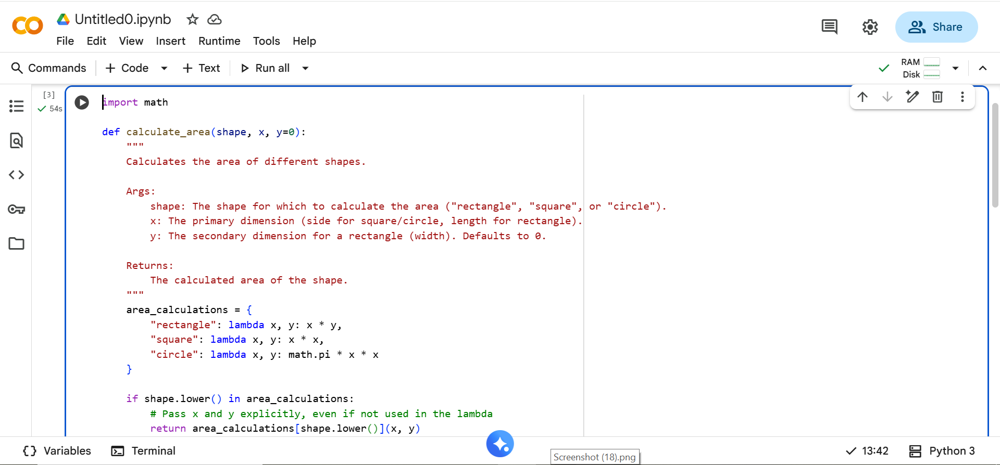 Untitled0.ipynb
File Edit View Insert Runtime Tools Help
Share
Commands + Code + Text Run all
RAM
Disk
[3]
54s
import math
def calculate_area(shape, x, y=0):
"""
Calculates the area of different shapes.
Args:
shape: The shape for which to calculate the area ("rectangle", "square", or "circle").
x: The primary dimension (side for square/circle, length for rectangle).
y: The secondary dimension for a rectangle (width). Defaults to 0.
Returns:
The calculated area of the shape.
"""
area_calculations = {
"rectangle": lambda x, y: x * y,
"square": lambda x, y: x * x,
"circle": lambda x, y: math.pi * x * x
}
if shape.lower() in area_calculations:
# Pass x and y explicitly, even if not used in the lambda
return area_calculations[shape.lower()](x, y)
{} Variables Terminal
13:42 Python 3
Screenshot (18).png